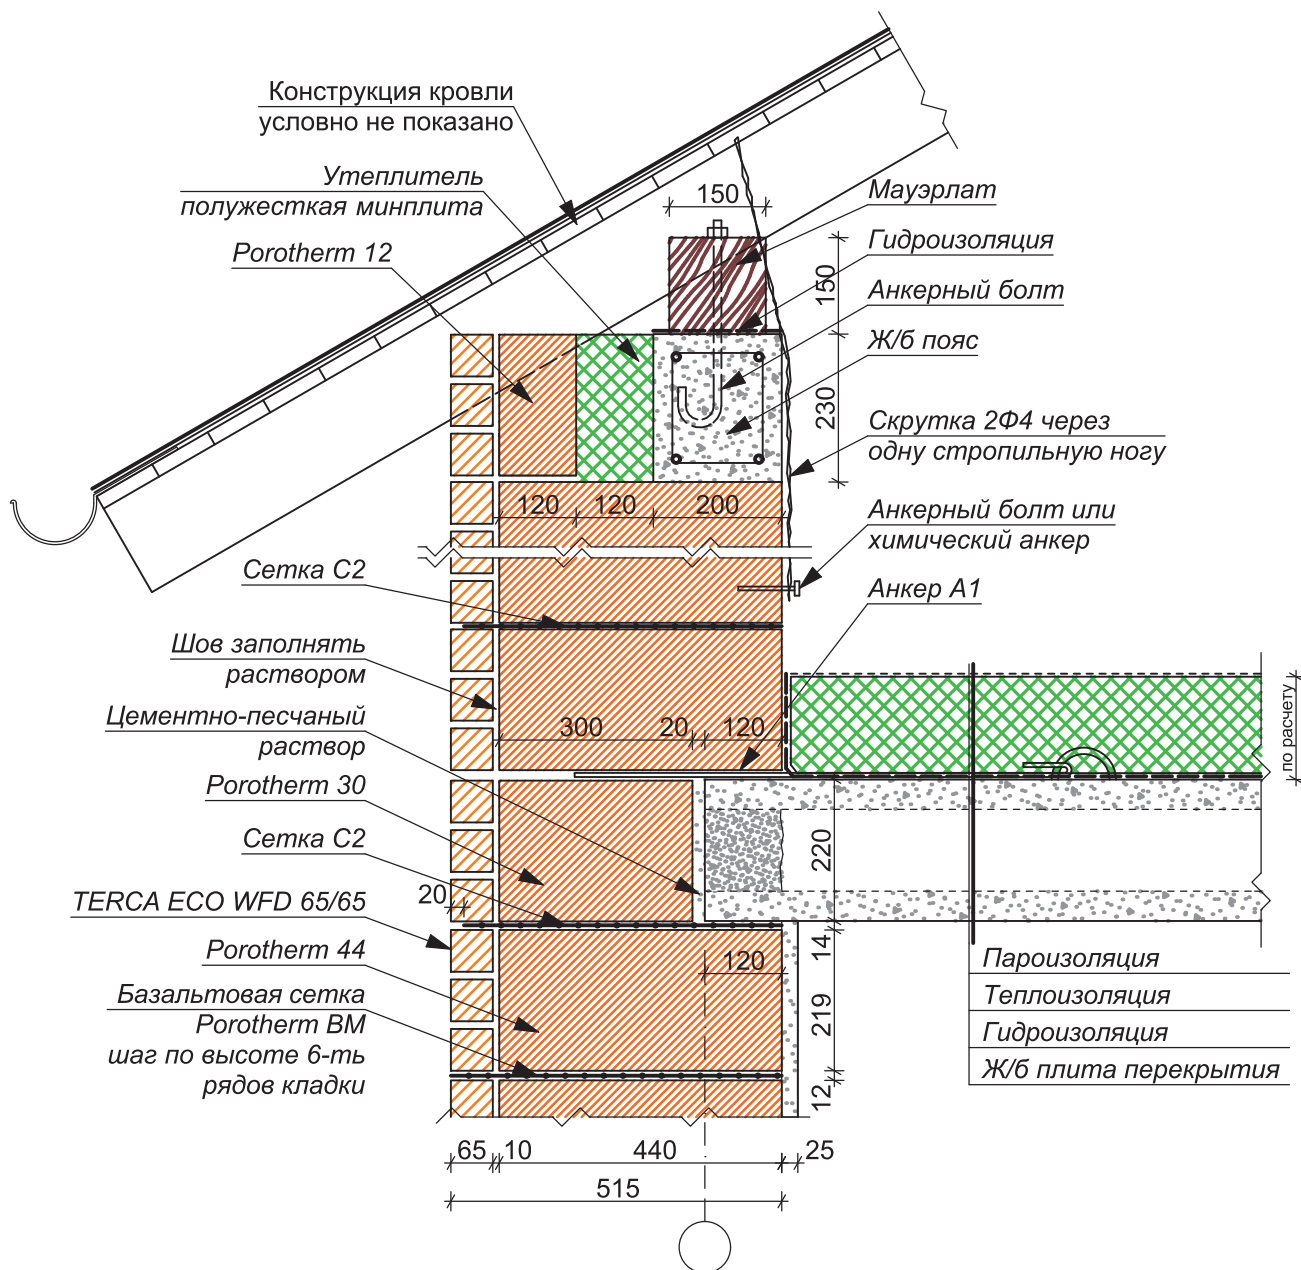 Конструкция кровли
условно не показано
Утеплитель
полужесткая минплита
Porotherm 12
150
Мауэрлат
Гидроизоляция
150
Анкерный болт
Ж/б пояс
230
Скрутка 2Ф4 через
одну стропильную ногу
120
120
200
Анкерный болт или
химический анкер
Сетка С2
Анкер А1
Шов заполнять
раствором
Цементно-песчаный
раствор
300
20
120
по расчету
Porotherm 30
Сетка С2
220
20
TERCA ECO WFD 65/65
Porotherm 44
120
14
Базальтовая сетка
Porotherm BM
шаг по высоте 6-ть
рядов кладки
219
12
Пароизоляция
Теплоизоляция
Гидроизоляция
Ж/б плита перекрытия
65
10
440
25
515